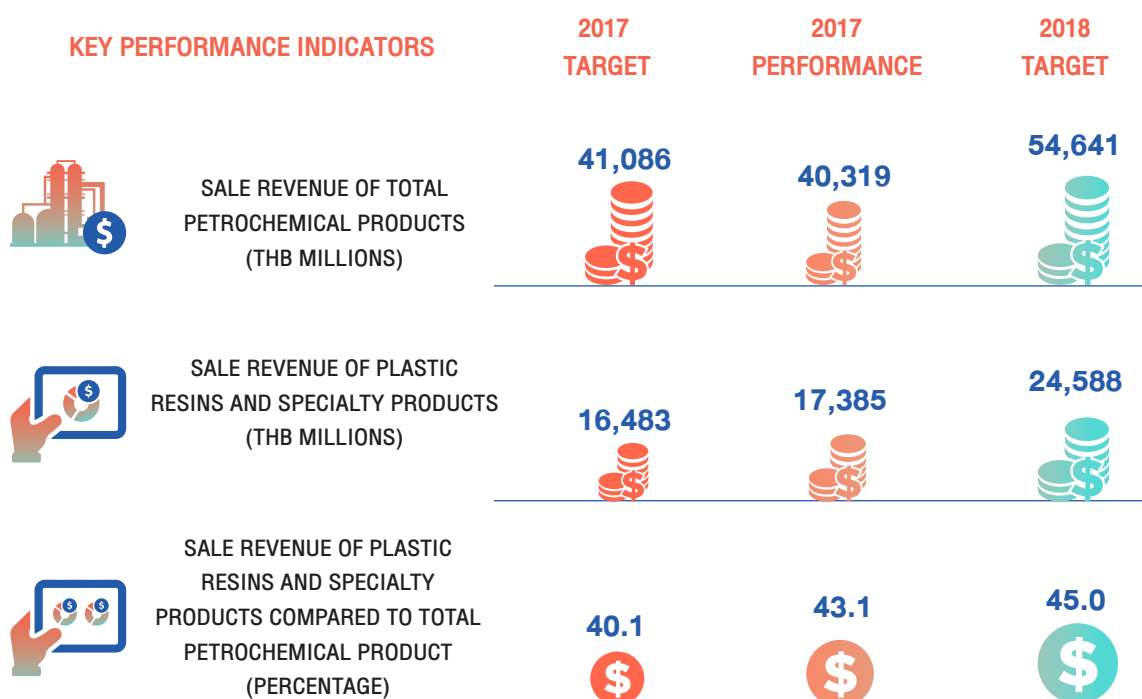 KEY PERFORMANCE INDICATORS
2017
TARGET
2017
PERFORMANCE
2018
TARGET
SALE REVENUE OF TOTAL
PETROCHEMICAL PRODUCTS
(THB MILLIONS)
41,086
40,319
54,641
SALE REVENUE OF PLASTIC
RESINS AND SPECIALTY PRODUCTS
(THB MILLIONS)
16,483
17,385
24,588
SALE REVENUE OF PLASTIC
RESINS AND SPECIALTY
PRODUCTS COMPARED TO TOTAL
PETROCHEMICAL PRODUCT
(PERCENTAGE)
40.1
43.1
45.0